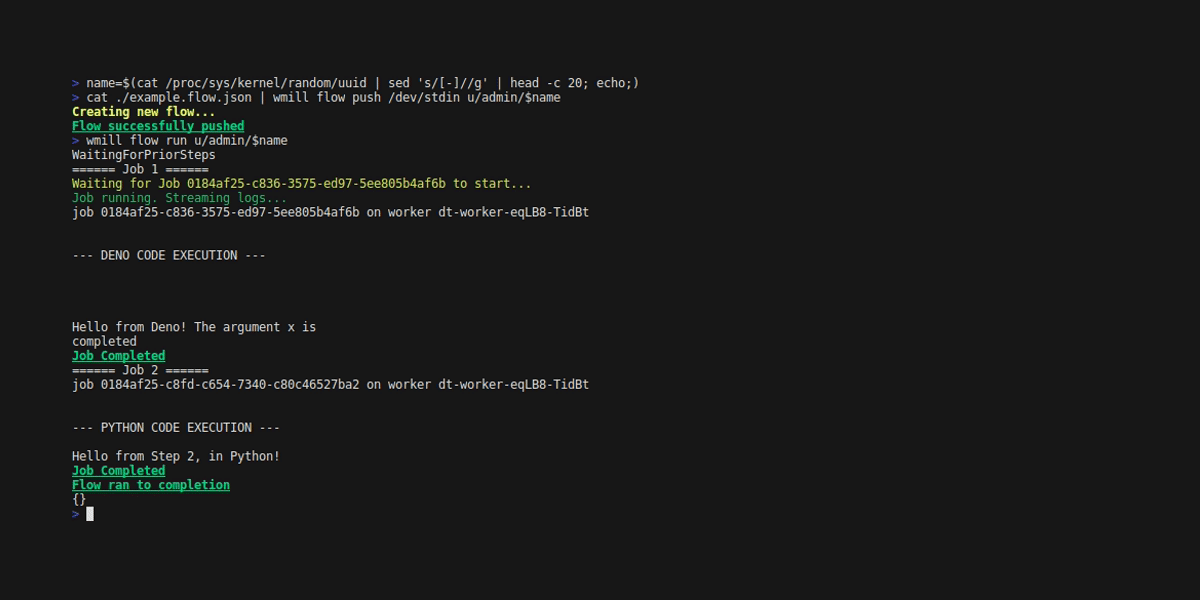 > name=$(cat /proc/sys/kernel/random/uuid | sed 's/[-]//g' | head -c 20; echo;)
> cat ./example.flow.json | wmill flow push /dev/stdin u/admin/$name
Creating new flow...
Flow successfully pushed
> wmill flow run u/admin/$name
WaitingForPriorSteps
====== Job 1 ======
Waiting for Job 0184af25-c836-3575-ed97-5ee805b4af6b to start...
Job running. Streaming logs...
job 0184af25-c836-3575-ed97-5ee805b4af6b on worker dt-worker-eqLB8-TidBt
--- DENO CODE EXECUTION ---
Hello from Deno! The argument x is
completed
Job Completed
====== Job 2 ======
job 0184af25-c8fd-c654-7340-c80c46527ba2 on worker dt-worker-eqLB8-TidBt
--- PYTHON CODE EXECUTION ---
Hello from Step 2, in Python!
Job Completed
Flow ran to completion
{}
>